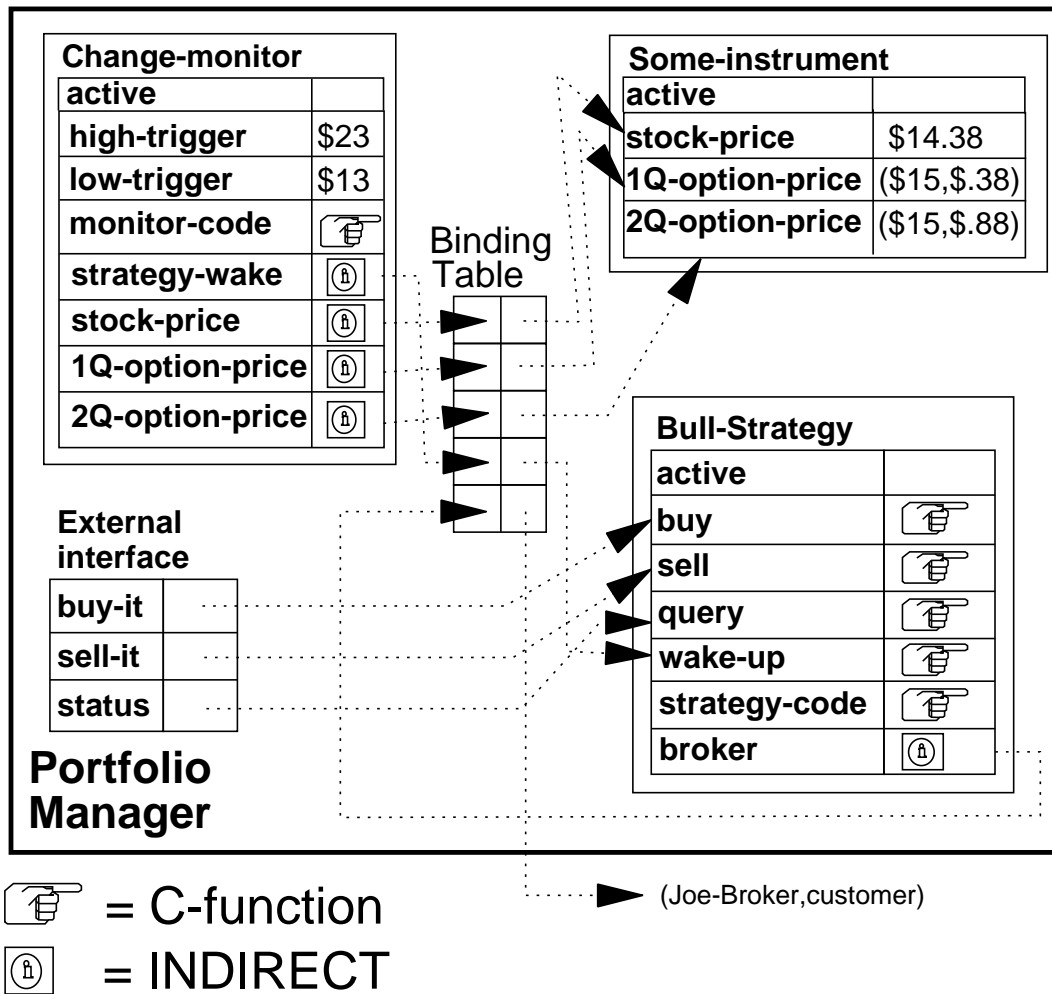 Change-monitor
active
high-trigger $23
low-trigger $13
monitor-code
strategy-wake
stock-price
1Q-option-price
2Q-option-price
Binding
Table
Some-instrument
active
stock-price $14.38
1Q-option-price ($15,$.38)
2Q-option-price ($15,$.88)
Bull-Strategy
active
buy
sell
query
wake-up
strategy-code
broker
External
interface
buy-it
sell-it
status
Portfolio
Manager
(Joe-Broker,customer)
= C-function
= INDIRECT